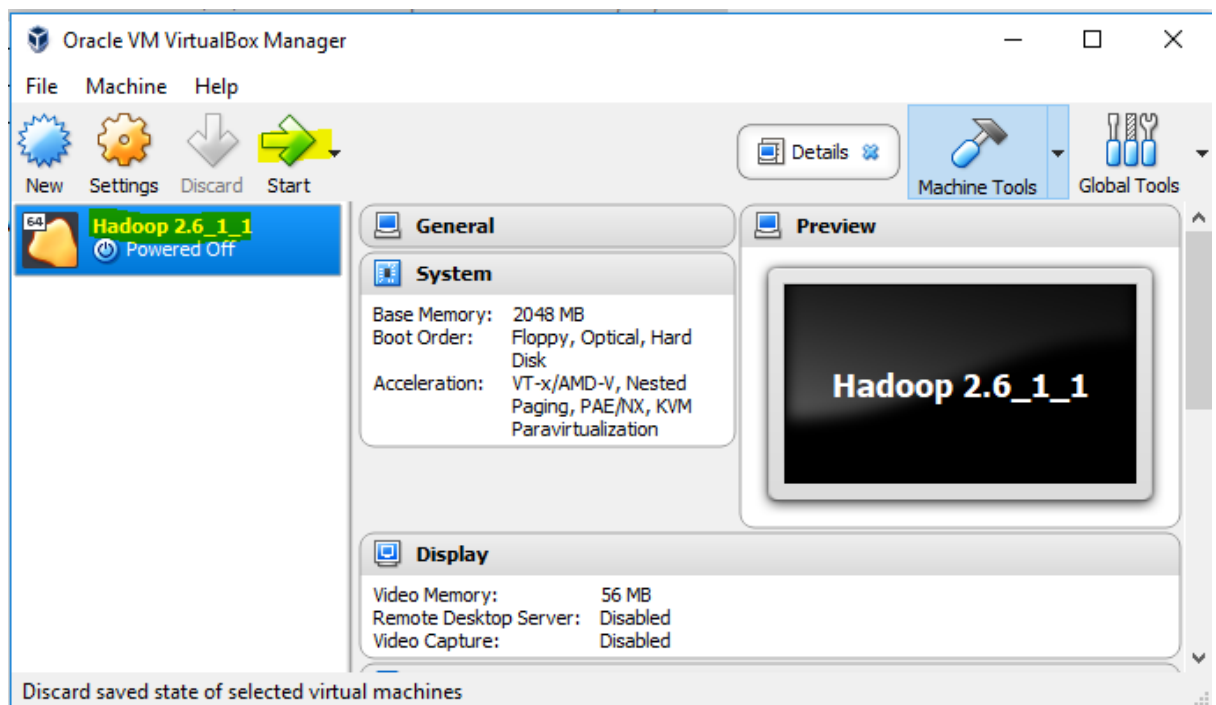 Oracle VM VirtualBox Manager
File Machine Help
New Settings Discard Start
Details
Machine Tools
Global Tools
64
Hadoop 2.6_1_1
Powered Off
General
System
Base Memory: 2048 MB
Boot Order: Floppy, Optical, Hard
Disk
Acceleration: VT-x/AMD-V, Nested
Paging, PAE/NX, KVM
Paravirtualization
Preview
Hadoop 2.6_1_1
Display
Video Memory: 56 MB
Remote Desktop Server: Disabled
Video Capture: Disabled
Discard saved state of selected virtual machines